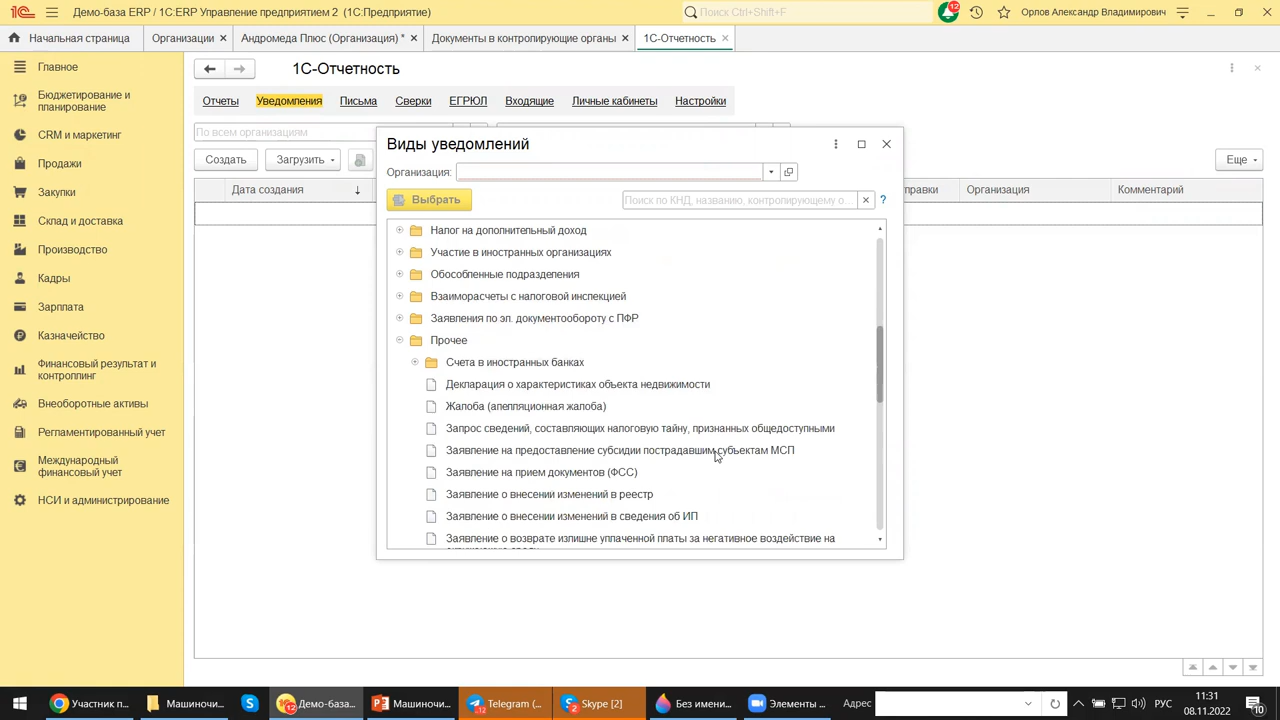 Демо-база ERP / 1С:ERP Управление предприятием 2 (1С:Предприятие)
Поиск Ctrl+Shift+F
12
Орлов Александр Владимирович
Начальная страница
Организации
Андромеда Плюс (Организация) *
Документы в контролирующие органы
1С-Отчетность
Главное
Бюджетирование и
планирование
CRM и маркетинг
Продажи
Закупки
Склад и доставка
Производство
Кадры
Зарплата
Казначейство
Финансовый результат и
контроллинг
Внеоборотные активы
Регламентированный учет
Международный
финансовый учет
НСИ и администрирование
1С-Отчетность
Отчеты
Уведомления
Письма
Сверки
ЕГРЮЛ
Входящие
Личные кабинеты
Настройки
По всем организациям
Создать
Загрузить
Еще
Дата создания
правки
Организация
Комментарий
Виды уведомлений
Организация:
Выбрать
Поиск по КНД, названию, контролирующему о...
?
Налог на дополнительный доход
Участие в иностранных организациях
Обособленные подразделения
Взаиморасчеты с налоговой инспекцией
Заявления по эл. документообороту с ПФР
Прочее
Счета в иностранных банках
Декларация о характеристиках объекта недвижимости
Жалоба (апелляционная жалоба)
Запрос сведений, составляющих налоговую тайну, признанных общедоступными
Заявление на предоставление субсидии пострадавшим субъектам МСП
Заявление на прием документов (ФСС)
Заявление о внесении изменений в реестр
Заявление о внесении изменений в сведения об ИП
Заявление о возврате излишне уплаченной платы за негативное воздействие на
Участник п...
Машиночи...
Демо-база...
Машиночи...
Telegram (...
Skype [2]
Без имени...
Элементы ...
Адрес
РУС
11:31
08.11.2022